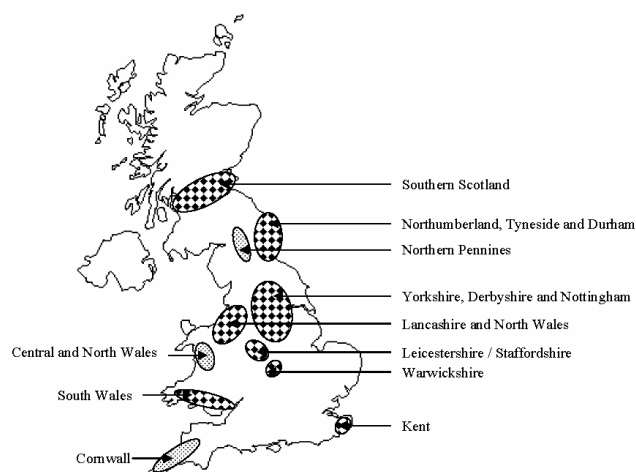 Southern Scotland
Northumberland, Tyneside and Durham
Northern Pennines
Yorkshire, Derbyshire and Nottingham
Lancashire and North Wales
Central and North Wales
Leicestershire / Staffordshire
Warwickshire
South Wales
Kent
Cornwall